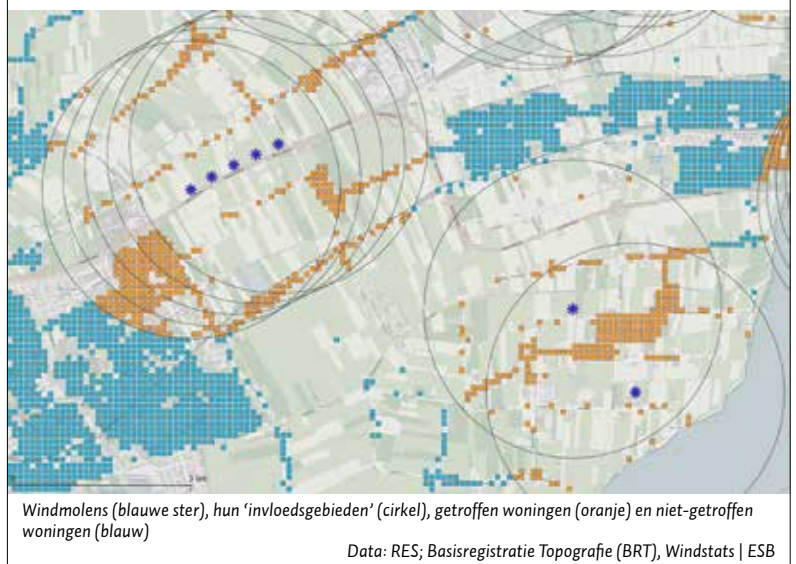 Windmolens (blauwe ster), hun ‘invloedsgebieden’ (cirkel), getroffen woningen (oranje) en niet-getroffen
woningen (blauw)
Data: RES; Basisregistratie Topografie (BRT), Windstats | ESB